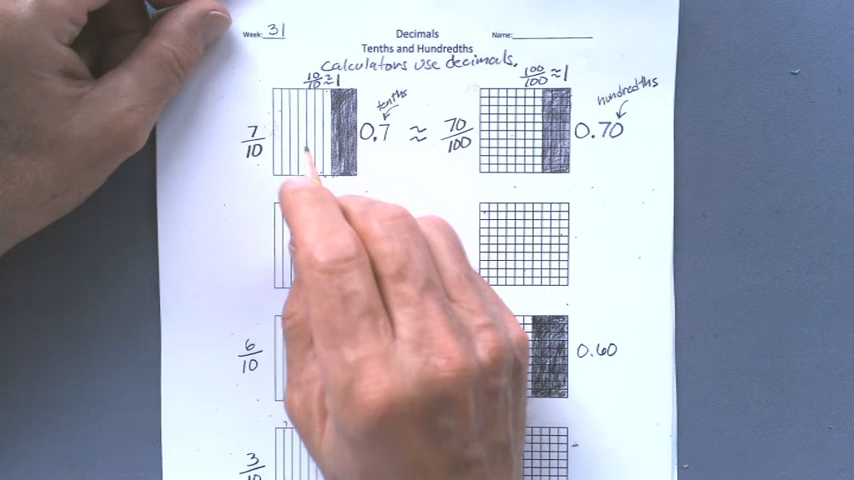 Week: 31 Decimals Name:
Tenths and Hundredths
Calculators use decimals.
10/10 ≈ 1 100/100 ≈ 1
tenths hundredths
7/10 0.7 ≈ 70/100 0.70
6/10 0.60
3/10